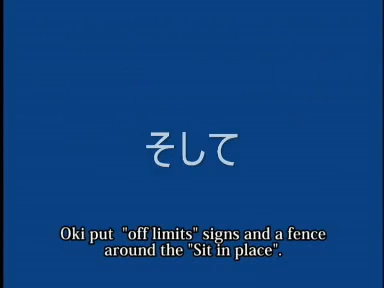 そして
Oki put "off limits" signs and a fence
around the "Sit in place".